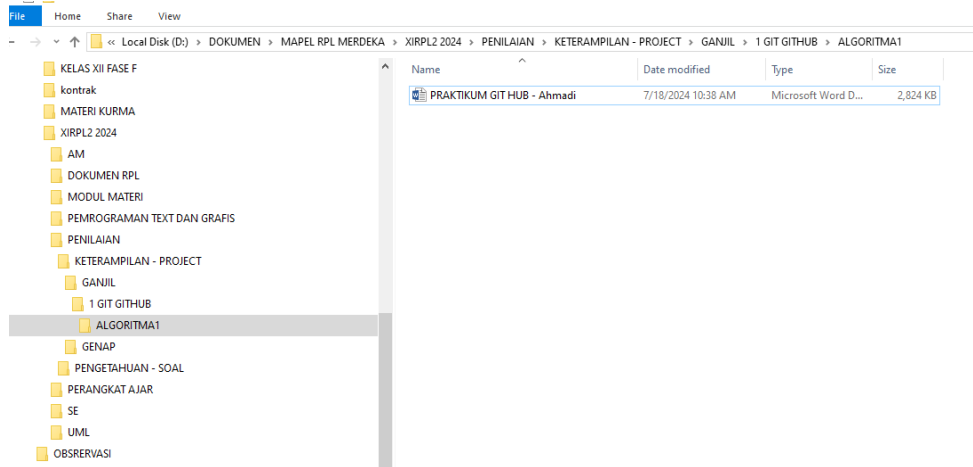 File Home Share View
« Local Disk (D:) > DOKUMEN > MAPEL RPL MERDEKA > XIRPL2 2024 > PENILAIAN > KETERAMPILAN - PROJECT > GANJIL > 1 GIT GITHUB > ALGORITMA1
KELAS XII FASE F
kontrak
MATERI KURMA
XIRPL2 2024
AM
DOKUMEN RPL
MODUL MATERI
PEMROGRAMAN TEXT DAN GRAFIS
PENILAIAN
KETERAMPILAN - PROJECT
GANJIL
1 GIT GITHUB
ALGORITMA1
GENAP
PENGETAHUAN - SOAL
PERANGKAT AJAR
SE
UML
OBSRERVASI
Name Date modified Type Size
PRAKTIKUM GIT HUB - Ahmadi 7/18/2024 10:38 AM Microsoft Word D... 2,824 KB